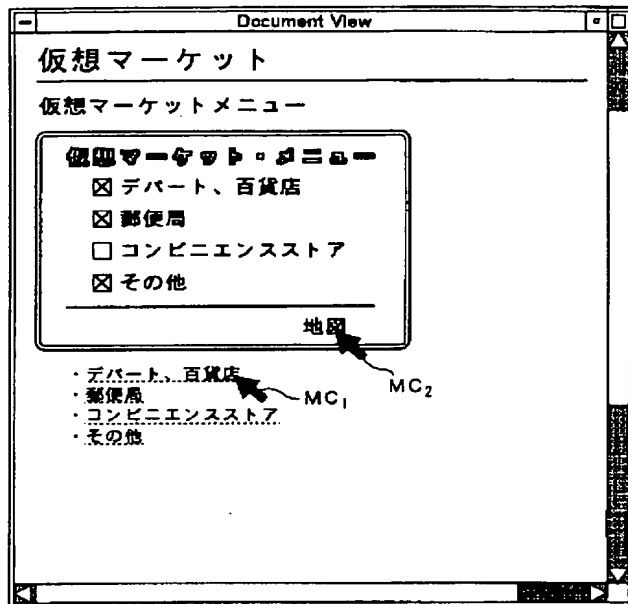 Document View
仮想マーケット
仮想マーケットメニュー
仮想マーケット・メニュー
デパート、百貨店
郵便局
コンビニエンスストア
その他
地図
・デパート、百貨店
・郵便局
・コンビニエンスストア
・その他
MC1
MC2